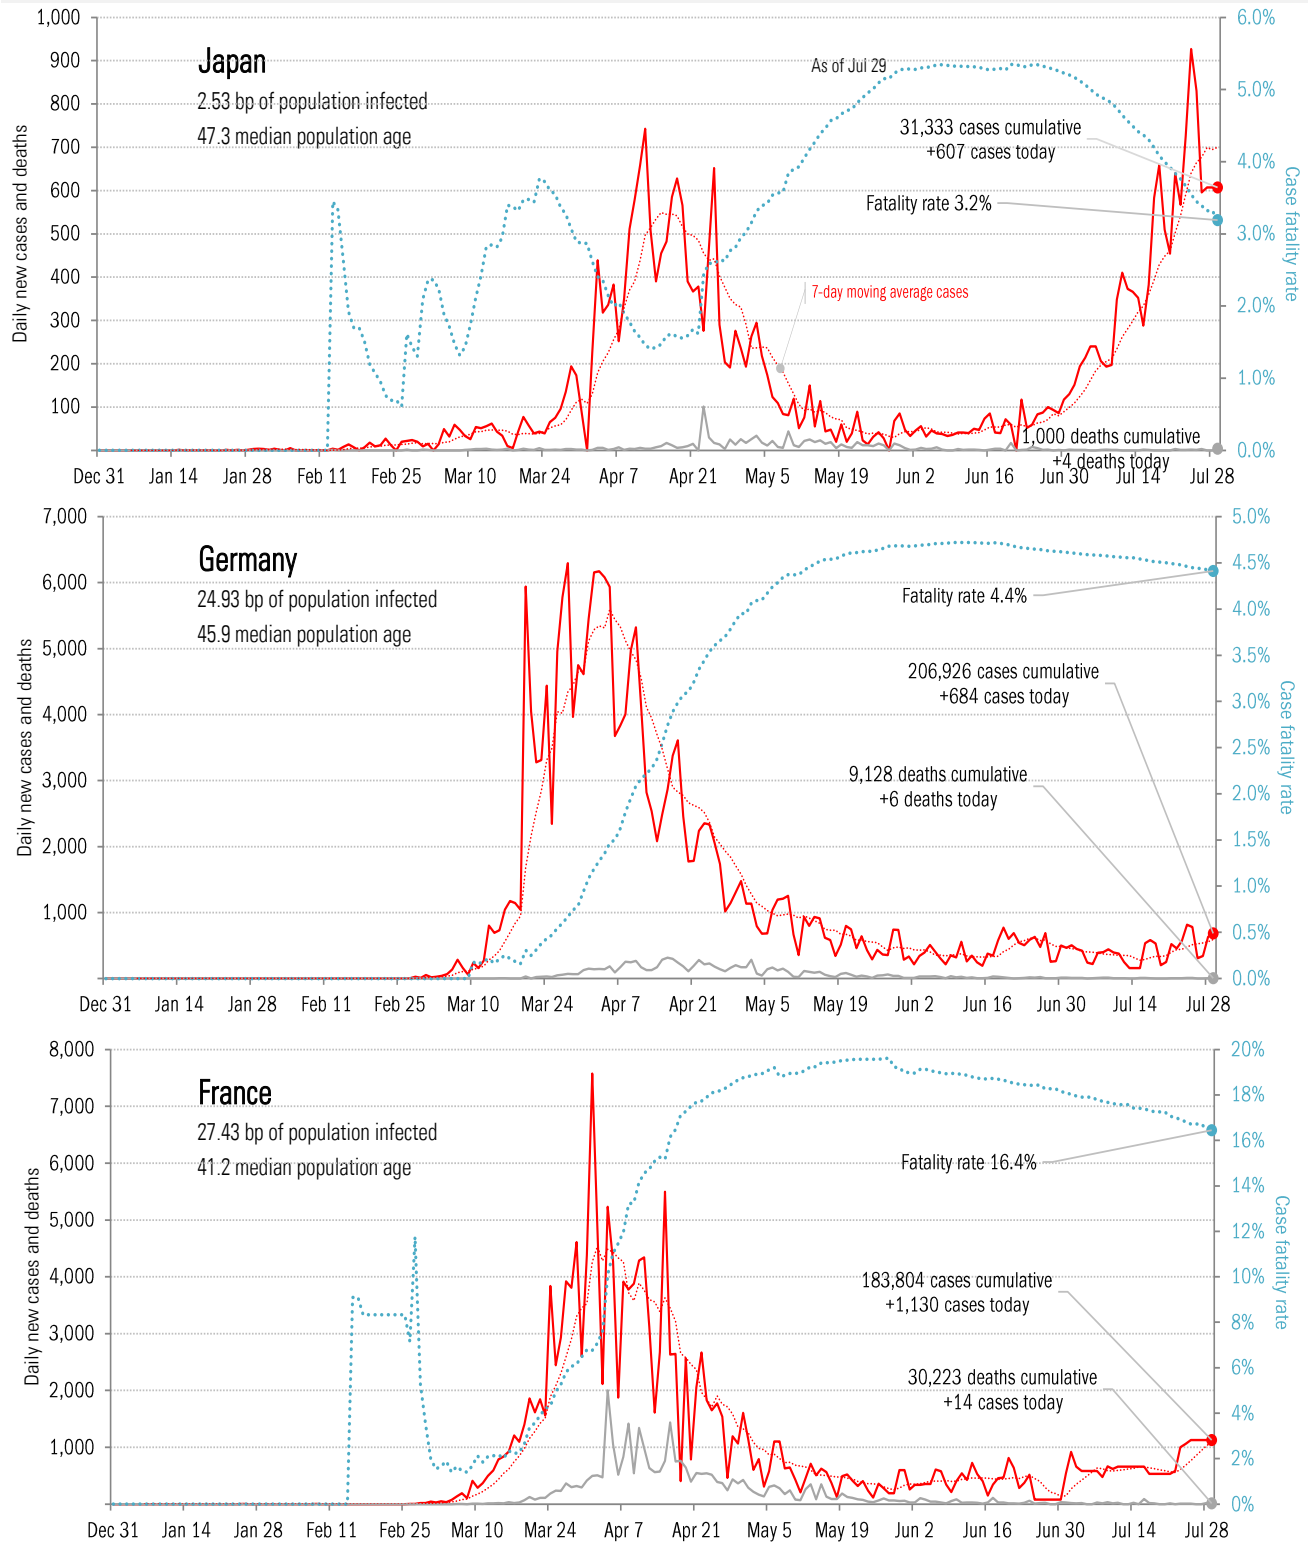 1,000
900
800
700
600
500
400
300
200
100
Daily new cases and deaths
Japan
2.53 bp of population infected
47.3 median population age
As of Jul 29
31,333 cases cumulative
+607 cases today
Fatality rate 3.2%
7-day moving average cases
1,000 deaths cumulative
+4 deaths today
6.0%
5.0%
4.0%
3.0%
2.0%
1.0%
0.0%
Case fatality rate
Dec 31 Jan 14 Jan 28 Feb 11 Feb 25 Mar 10 Mar 24 Apr 7 Apr 21 May 5 May 19 Jun 2 Jun 16 Jun 30 Jul 14 Jul 28
7,000
6,000
5,000
4,000
3,000
2,000
1,000
Daily new cases and deaths
Germany
24.93 bp of population infected
45.9 median population age
Fatality rate 4.4%
206,926 cases cumulative
+684 cases today
9,128 deaths cumulative
+6 deaths today
5.0%
4.5%
4.0%
3.5%
3.0%
2.5%
2.0%
1.5%
1.0%
0.5%
0.0%
Case fatality rate
Dec 31 Jan 14 Jan 28 Feb 11 Feb 25 Mar 10 Mar 24 Apr 7 Apr 21 May 5 May 19 Jun 2 Jun 16 Jun 30 Jul 14 Jul 28
8,000
7,000
6,000
5,000
4,000
3,000
2,000
1,000
Daily new cases and deaths
France
27.43 bp of population infected
41.2 median population age
Fatality rate 16.4%
183,804 cases cumulative
+1,130 cases today
30,223 deaths cumulative
+14 cases today
20%
18%
16%
14%
12%
10%
8%
6%
4%
2%
0%
Case fatality rate
Dec 31 Jan 14 Jan 28 Feb 11 Feb 25 Mar 10 Mar 24 Apr 7 Apr 21 May 5 May 19 Jun 2 Jun 16 Jun 30 Jul 14 Jul 28